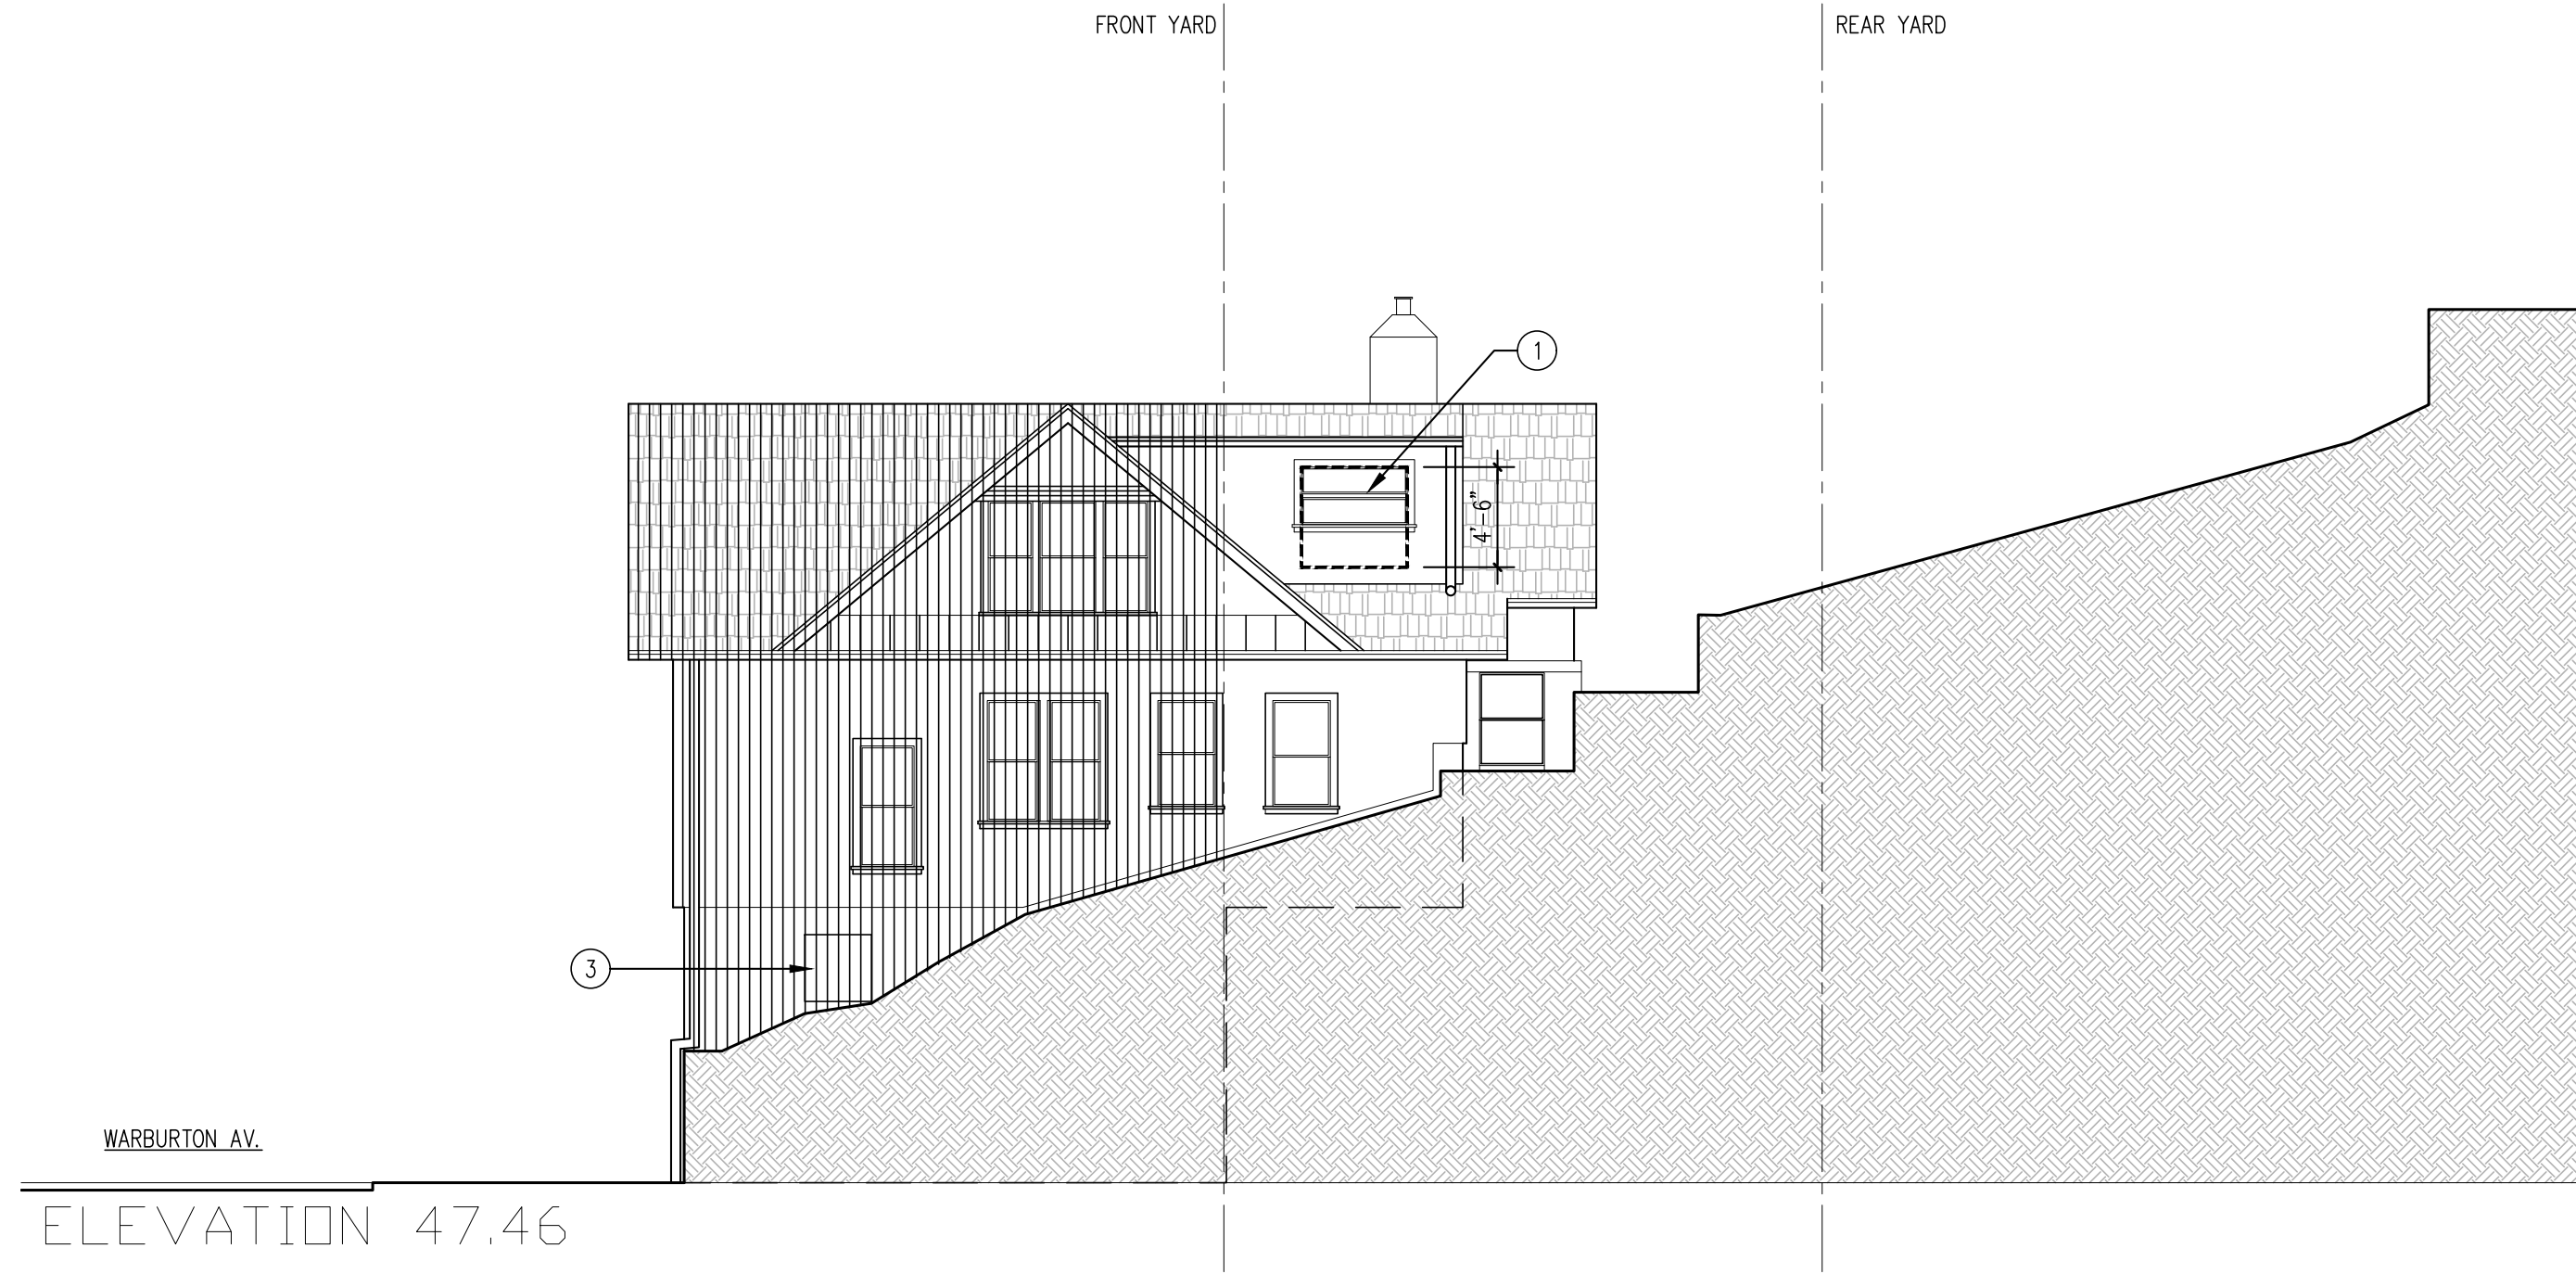 FRONT YARD
REAR YARD
1
4'-6"
3
WARBURTON AV.
ELEVATION 47.46